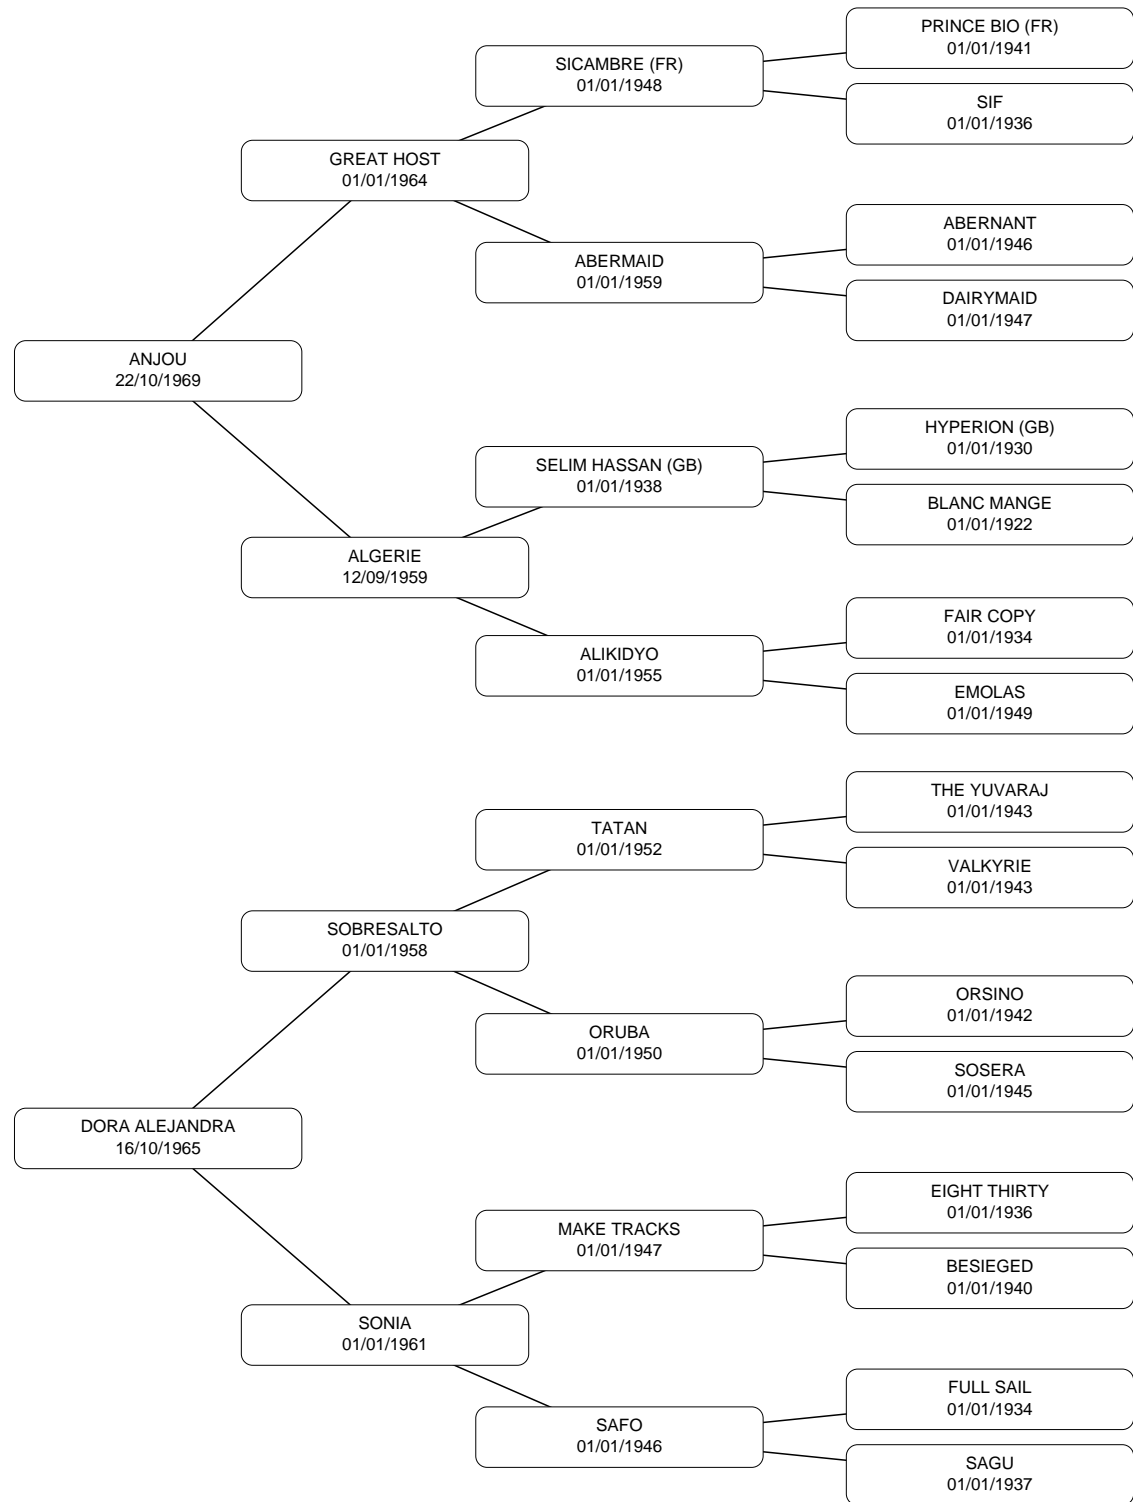 PRINCE BIO (FR)
01/01/1941
SICAMBRE (FR)
01/01/1948
SIF
01/01/1936
GREAT HOST
01/01/1964
ABERNANT
01/01/1946
ABERMAID
01/01/1959
DAIRYMAID
01/01/1947
ANJOU
22/10/1969
HYPERION (GB)
01/01/1930
SELIM HASSAN (GB)
01/01/1938
BLANC MANGE
01/01/1922
ALGERIE
12/09/1959
FAIR COPY
01/01/1934
ALIKIDYO
01/01/1955
EMOLAS
01/01/1949
THE YUVARAJ
01/01/1943
TATAN
01/01/1952
VALKYRIE
01/01/1943
SOBRESALTO
01/01/1958
ORSINO
01/01/1942
ORUBA
01/01/1950
SOSERA
01/01/1945
DORA ALEJANDRA
16/10/1965
EIGHT THIRTY
01/01/1936
MAKE TRACKS
01/01/1947
BESIEGED
01/01/1940
SONIA
01/01/1961
FULL SAIL
01/01/1934
SAFO
01/01/1946
SAGU
01/01/1937